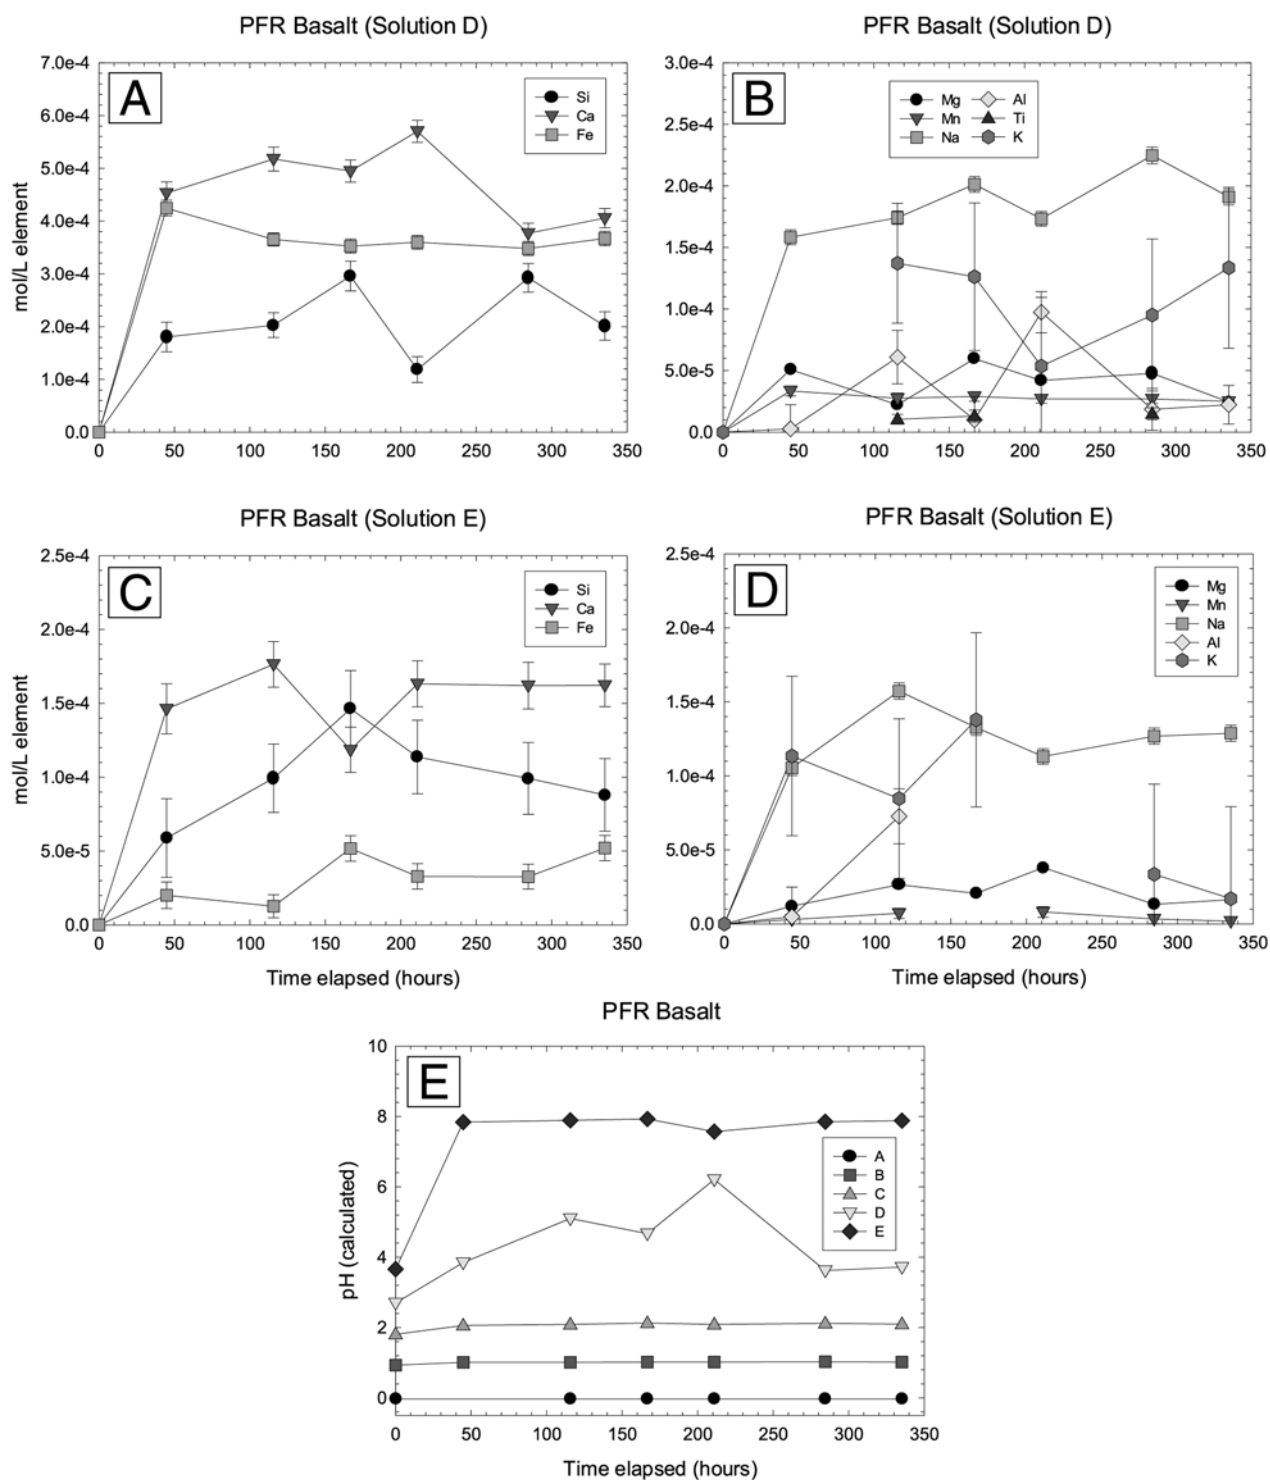 PFR Basalt (Solution D)
A
Si
Ca
Fe
7.0e-4
6.0e-4
5.0e-4
4.0e-4
3.0e-4
2.0e-4
1.0e-4
0.0
mol/L element
0 50 100 150 200 250 300 350
PFR Basalt (Solution D)
B
Mg Al
Mn Ti
Na K
3.0e-4
2.5e-4
2.0e-4
1.5e-4
1.0e-4
5.0e-5
0.0
0 50 100 150 200 250 300 350
PFR Basalt (Solution E)
C
Si
Ca
Fe
2.5e-4
2.0e-4
1.5e-4
1.0e-4
5.0e-5
0.0
mol/L element
0 50 100 150 200 250 300 350
Time elapsed (hours)
PFR Basalt (Solution E)
D
Mg
Mn
Na
Al
K
2.5e-4
2.0e-4
1.5e-4
1.0e-4
5.0e-5
0.0
0 50 100 150 200 250 300 350
Time elapsed (hours)
PFR Basalt
E
A
B
C
D
E
10
8
6
4
2
0
pH (calculated)
0 50 100 150 200 250 300 350
Time elapsed (hours)